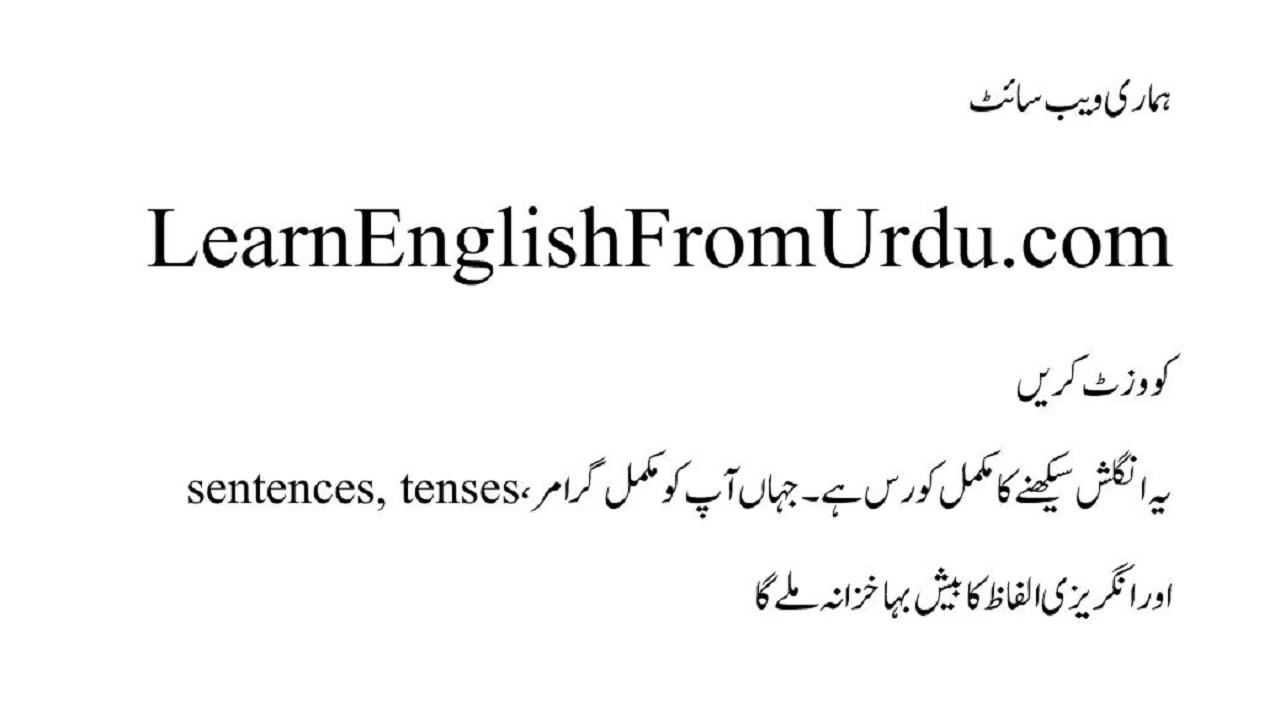 ہماری ویب سائٹ
LearnEnglishFromUrdu.com
کو وزٹ کریں
یہ انگلش سیکھنے کا مکمل کورس ہے۔ جہاں آپ کو مکمل گرامر، sentences, tenses
اور انگریزی الفاظ کا بیش بہا خزانہ ملے گا